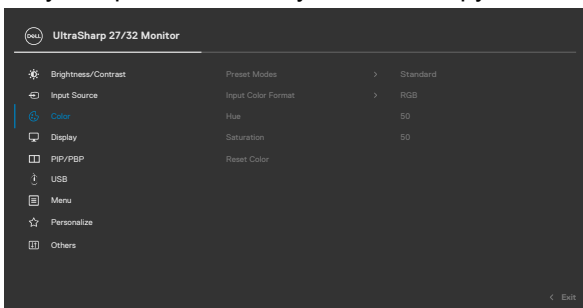 DELL UltraSharp 27/32 Monitor
Brightness/Contrast Preset Modes > Standard
Input Source Input Color Format > RGB
Color Hue 50
Display Saturation 50
PIP/PBP Reset Color
USB
Menu
Personalize
Others
< Exit